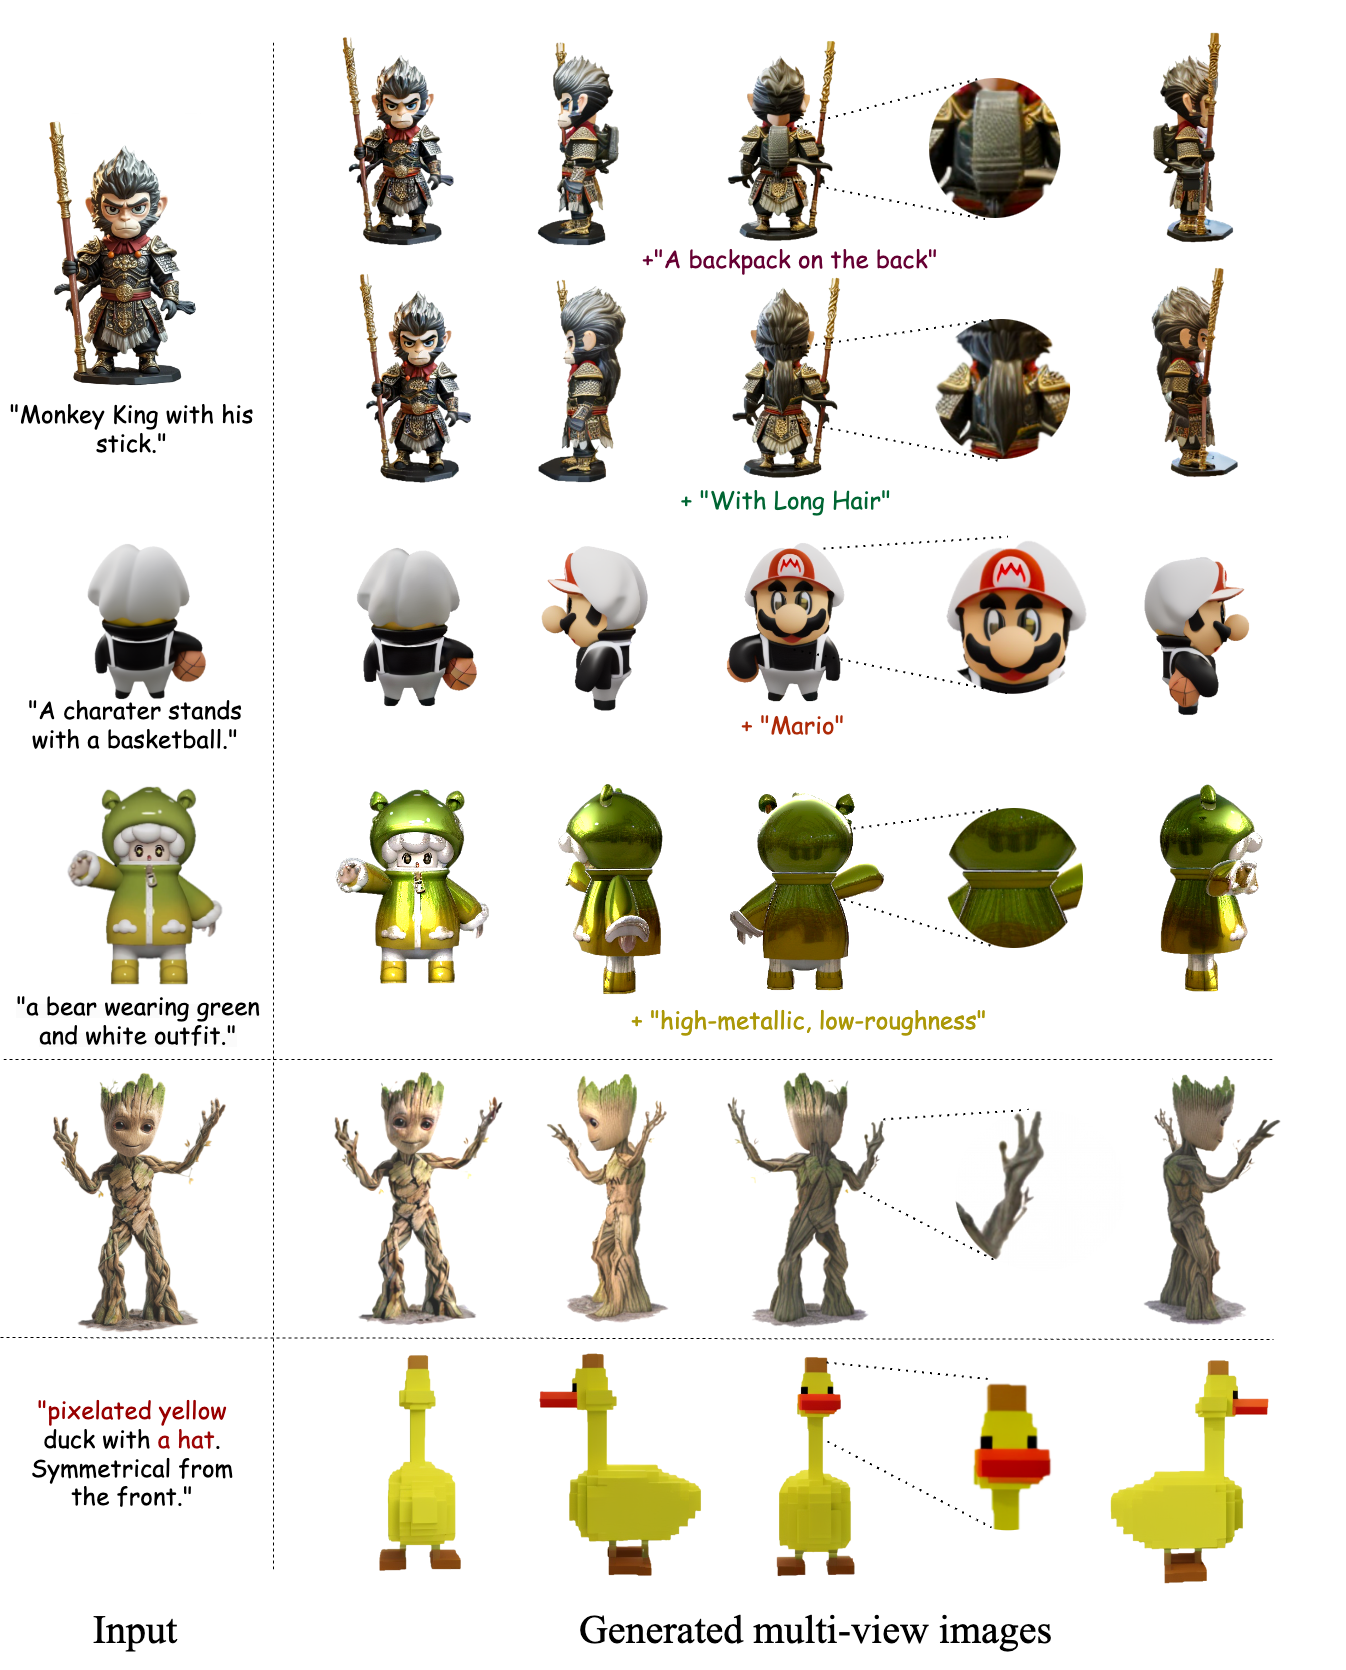 +"A backpack on the back"
"Monkey King with his
stick."
+ "With Long Hair"
M
M
"A charater stands
with a basketball."
+ "Mario"
"a bear wearing green
and white outfit."
+ "high-metallic, low-roughness"
"pixelated yellow
duck with a hat.
Symmetrical from
the front."
Input
Generated multi-view images